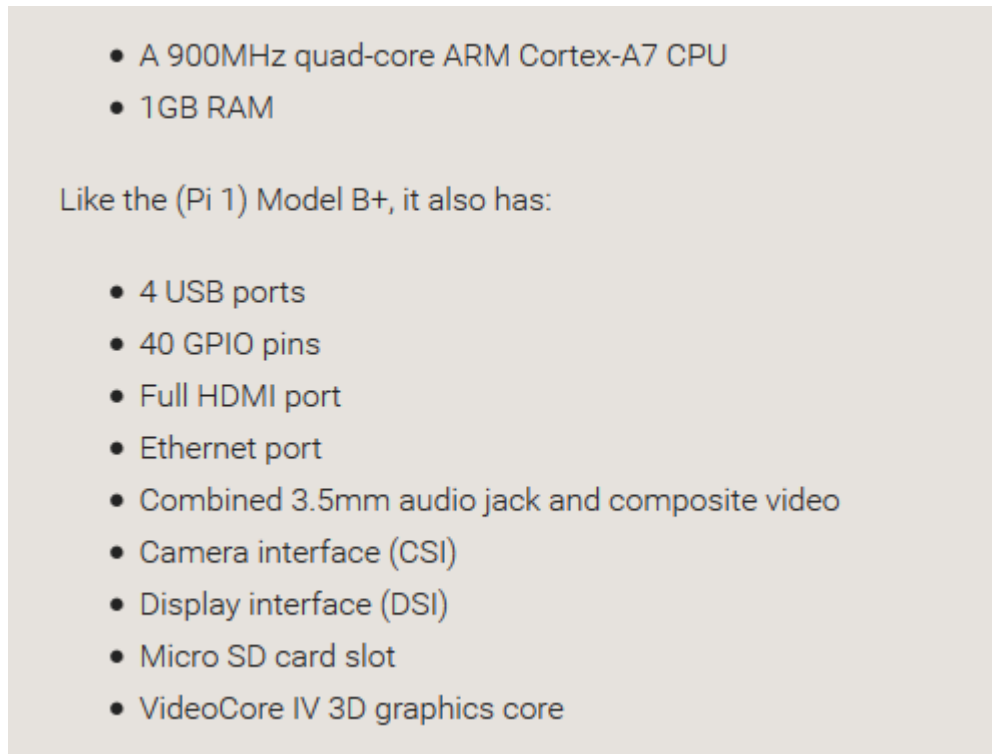 • A 900MHz quad-core ARM Cortex-A7 CPU
• 1GB RAM
Like the (Pi 1) Model B+, it also has:
• 4 USB ports
• 40 GPIO pins
• Full HDMI port
• Ethernet port
• Combined 3.5mm audio jack and composite video
• Camera interface (CSI)
• Display interface (DSI)
• Micro SD card slot
• VideoCore IV 3D graphics core